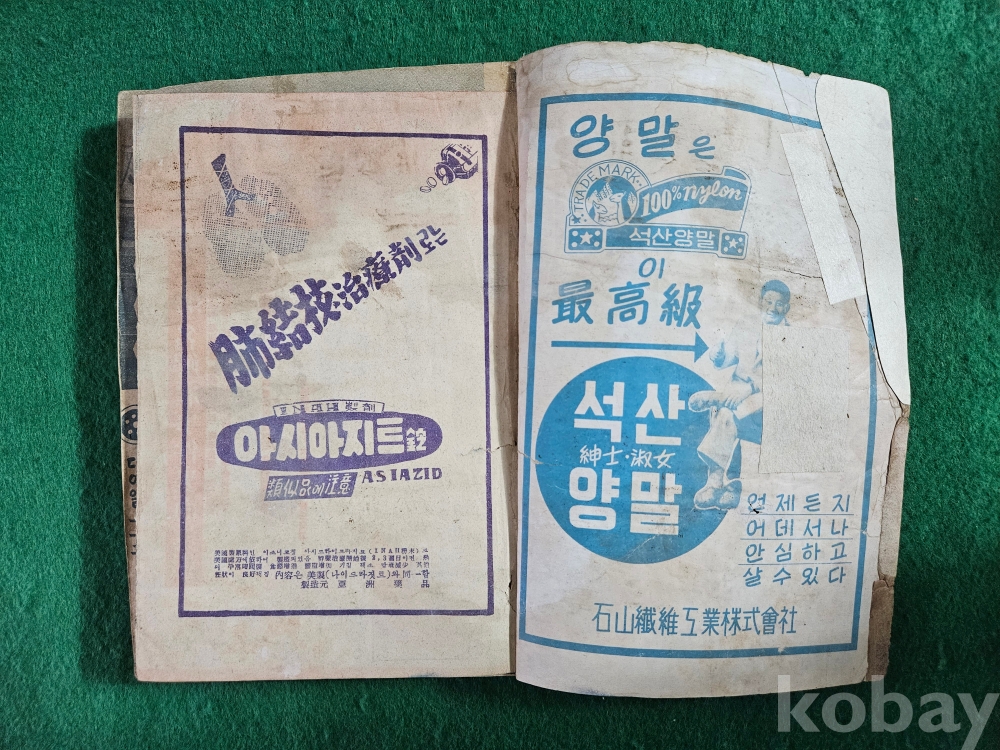 肺結核治療劑로는
아시아지트錠
ASIAZID
類似品에注意
內容은 美製(나이드라짓트)와 同一함
製造元 亞洲藥品
양말은
TRADE MARK
100% nylon
석산양말
이
最高級
석산
紳士·淑女
양말
언제든지
어데서나
안심하고
살수있다
石山纖維工業株式會社
kobay